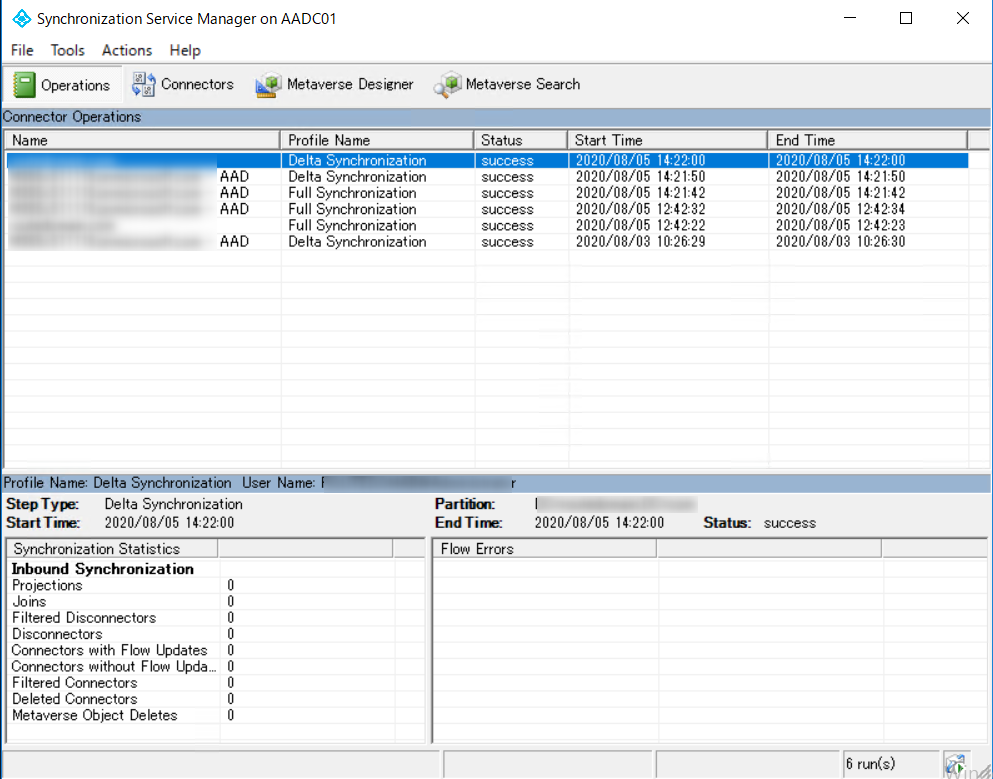 Synchronization Service Manager on AADC01
File Tools Actions Help
Operations Connectors Metaverse Designer Metaverse Search
Connector Operations
Name Profile Name Status Start Time End Time
Delta Synchronization success 2020/08/05 14:22:00 2020/08/05 14:22:00
AAD Delta Synchronization success 2020/08/05 14:21:50 2020/08/05 14:21:50
AAD Full Synchronization success 2020/08/05 14:21:42 2020/08/05 14:21:42
AAD Full Synchronization success 2020/08/05 12:42:32 2020/08/05 12:42:34
Full Synchronization success 2020/08/05 12:42:22 2020/08/05 12:42:23
AAD Delta Synchronization success 2020/08/03 10:26:29 2020/08/03 10:26:30
Profile Name: Delta Synchronization User Name:
Step Type: Delta Synchronization Partition:
Start Time: 2020/08/05 14:22:00 End Time: 2020/08/05 14:22:00 Status: success
Synchronization Statistics Flow Errors
Inbound Synchronization
Projections 0
Joins 0
Filtered Disconnectors 0
Disconnectors 0
Connectors with Flow Updates 0
Connectors without Flow Upda... 0
Filtered Connectors 0
Deleted Connectors 0
Metaverse Object Deletes 0
6 run(s)